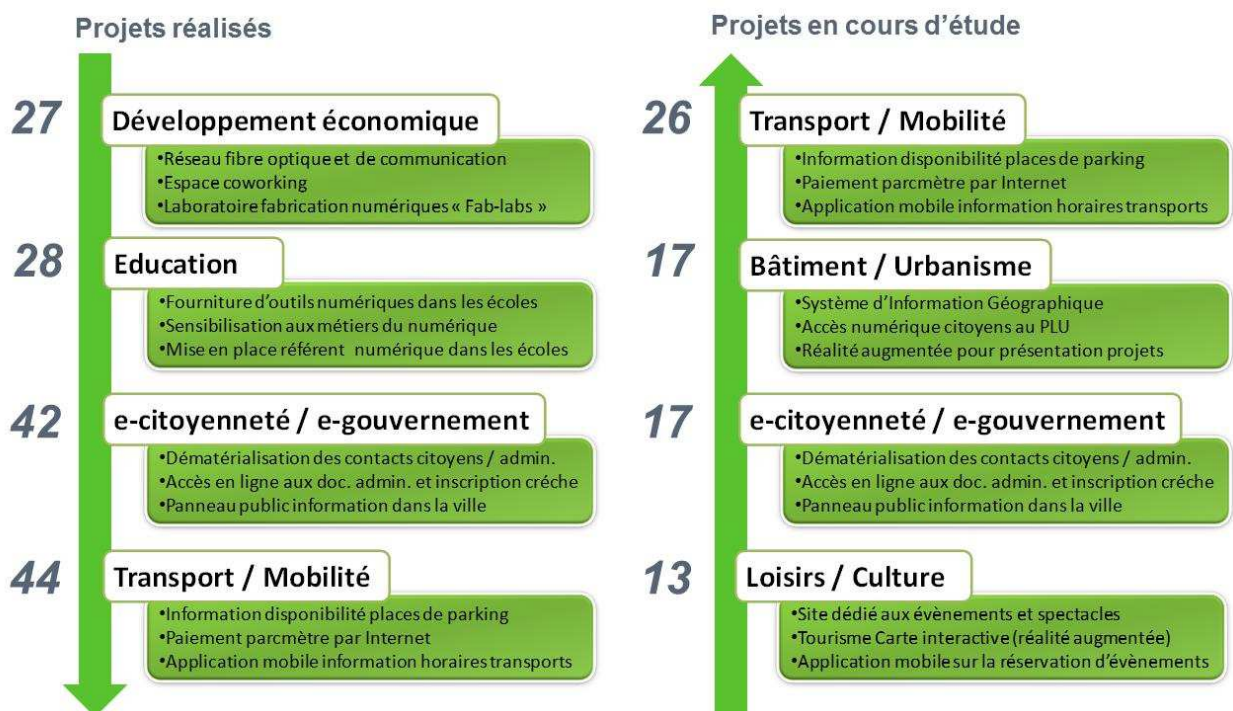 Projets réalisés
27
Développement économique
•Réseau fibre optique et de communication
•Espace coworking
•Laboratoire fabrication numériques « Fab-labs »
28
Education
•Fourniture d'outils numériques dans les écoles
•Sensibilisation aux métiers du numérique
•Mise en place référent numérique dans les écoles
42
e-citoyenneté / e-gouvernement
•Dématérialisation des contacts citoyens / admin.
•Accès en ligne aux doc. admin. et inscription créche
•Panneau public information dans la ville
44
Transport / Mobilité
•Information disponibilité places de parking
•Paiement parcmètre par Internet
•Application mobile information horaires transports
Projets en cours d'étude
26
Transport / Mobilité
•Information disponibilité places de parking
•Paiement parcmètre par Internet
•Application mobile information horaires transports
17
Bâtiment / Urbanisme
•Système d'Information Géographique
•Accès numérique citoyens au PLU
•Réalité augmentée pour présentation projets
17
e-citoyenneté / e-gouvernement
•Dématérialisation des contacts citoyens / admin.
•Accès en ligne aux doc. admin. et inscription créche
•Panneau public information dans la ville
13
Loisirs / Culture
•Site dédié aux évènements et spectacles
•Tourisme Carte interactive (réalité augmentée)
•Application mobile sur la réservation d'évènements